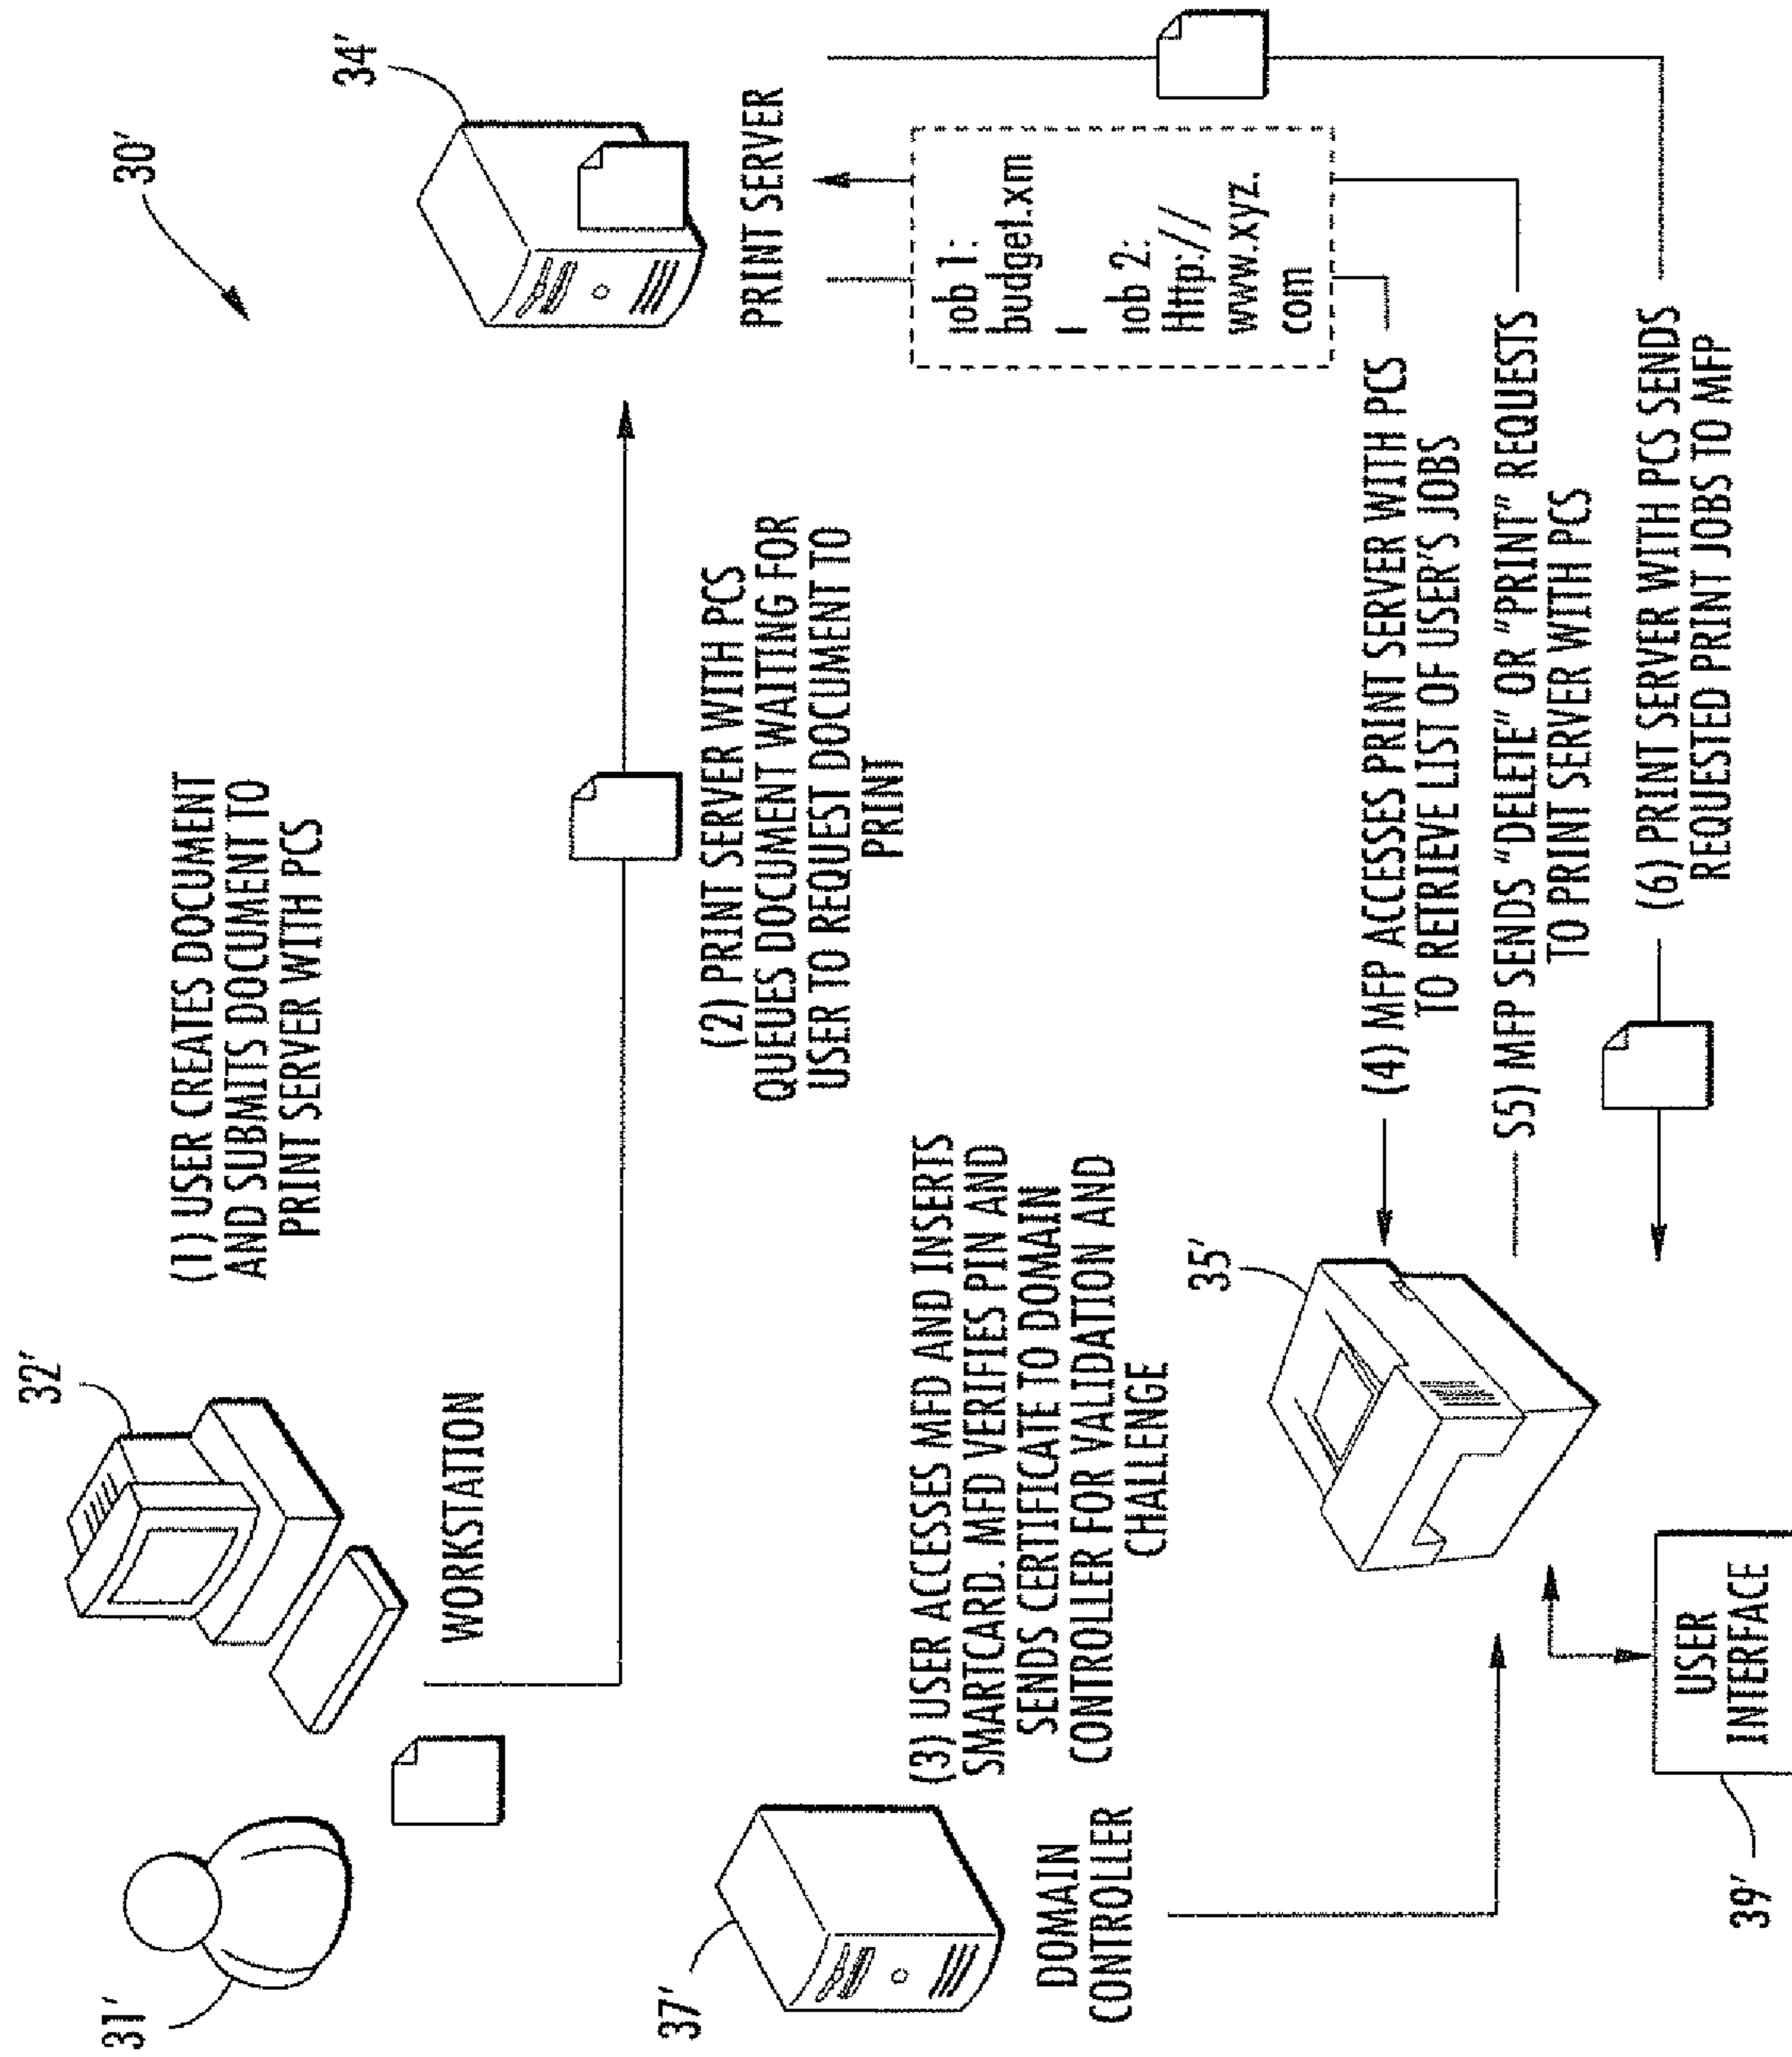 30'
31'
32'
WORKSTATION
(1) USER CREATES DOCUMENT
AND SUBMITS DOCUMENT TO
PRINT SERVER WITH PCS
34'
PRINT SERVER
(2) PRINT SERVER WITH PCS
QUEUES DOCUMENT WAITING FOR
USER TO REQUEST DOCUMENT TO
PRINT
37'
DOMAIN
CONTROLLER
(3) USER ACCESSES MFD AND INSERTS
SMARTCARD. MFD VERIFIES PIN AND
SENDS CERTIFICATE TO DOMAIN
CONTROLLER FOR VALIDATION AND
CHALLENGE
job 1:
budget.xm
l
job 2:
Http://
www.xyz.
com
35'
(4) MFP ACCESSES PRINT SERVER WITH PCS
TO RETRIEVE LIST OF USER'S JOBS
S5) MFP SENDS "DELETE" OR "PRINT" REQUESTS
TO PRINT SERVER WITH PCS
(6) PRINT SERVER WITH PCS SENDS
REQUESTED PRINT JOBS TO MFP
USER
INTERFACE
39'